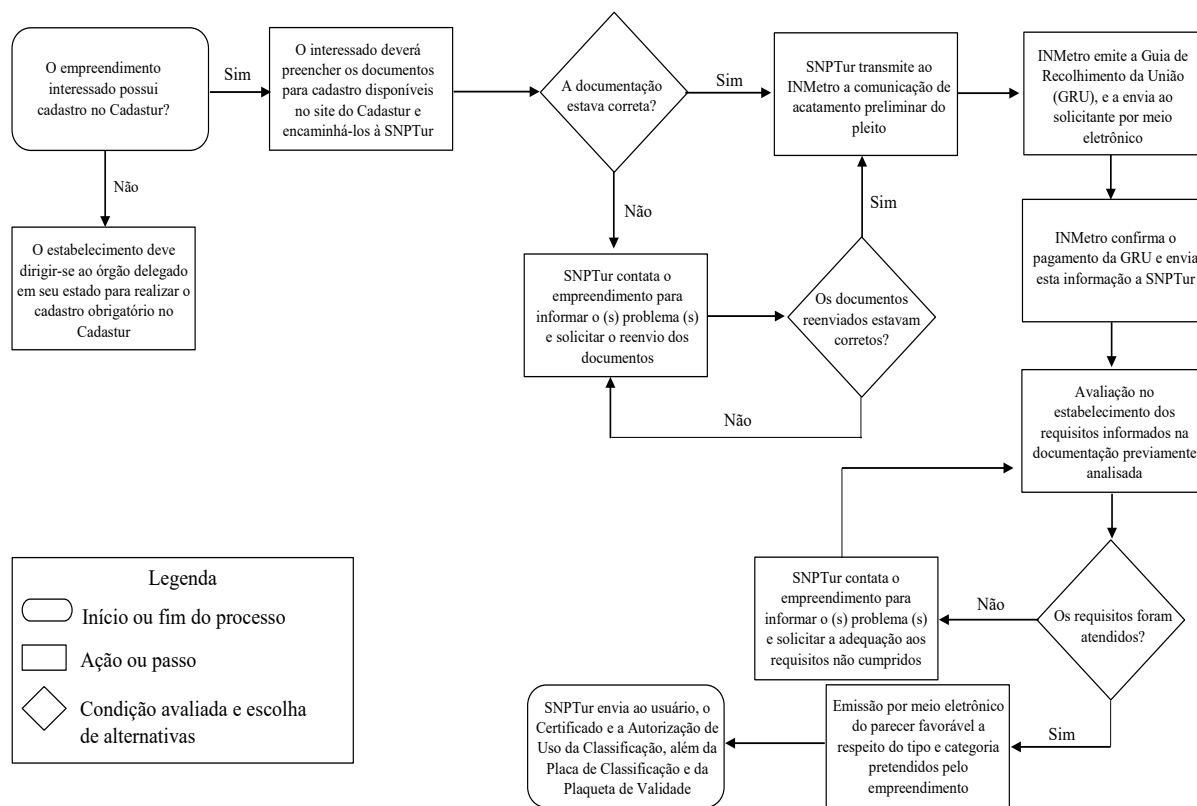 O empreendimento
interessado possui
cadastro no Cadastur?
Sim
O interessado deverá
preencher os documentos
para cadastro disponíveis
no site do Cadastur e
encaminhá-los à SNPTur
A documentação
estava correta?
Sim
SNPTur transmite ao
INMetro a comunicação de
acatamento preliminar do
pleito
INMetro emite a Guia de
Recolhimento da União
(GRU), e a envia ao
solicitante por meio
eletrônico
Não
O estabelecimento deve
dirigir-se ao órgão delegado
em seu estado para realizar o
cadastro obrigatório no
Cadastur
Não
SNPTur contata o
empreendimento para
informar o (s) problema (s)
e solicitar o reenvio dos
documentos
Sim
Os documentos
reenviados estavam
corretos?
Não
INMetro confirma o
pagamento da GRU e envia
esta informação a SNPTur
Avaliação no
estabelecimento dos
requisitos informados na
documentação previamente
analisada
Os requisitos foram
atendidos?
Não
SNPTur contata o
empreendimento para
informar o (s) problema (s)
e solicitar a adequação aos
requisitos não cumpridos
Sim
Emissão por meio eletrônico
do parecer favorável a
respeito do tipo e categoria
pretendidos pelo
empreendimento
SNPTur envia ao usuário, o
Certificado e a Autorização de
Uso da Classificação, além da
Placa de Classificação e da
Plaqueta de Validade
Legenda
Início ou fim do processo
Ação ou passo
Condição avaliada e escolha
de alternativas